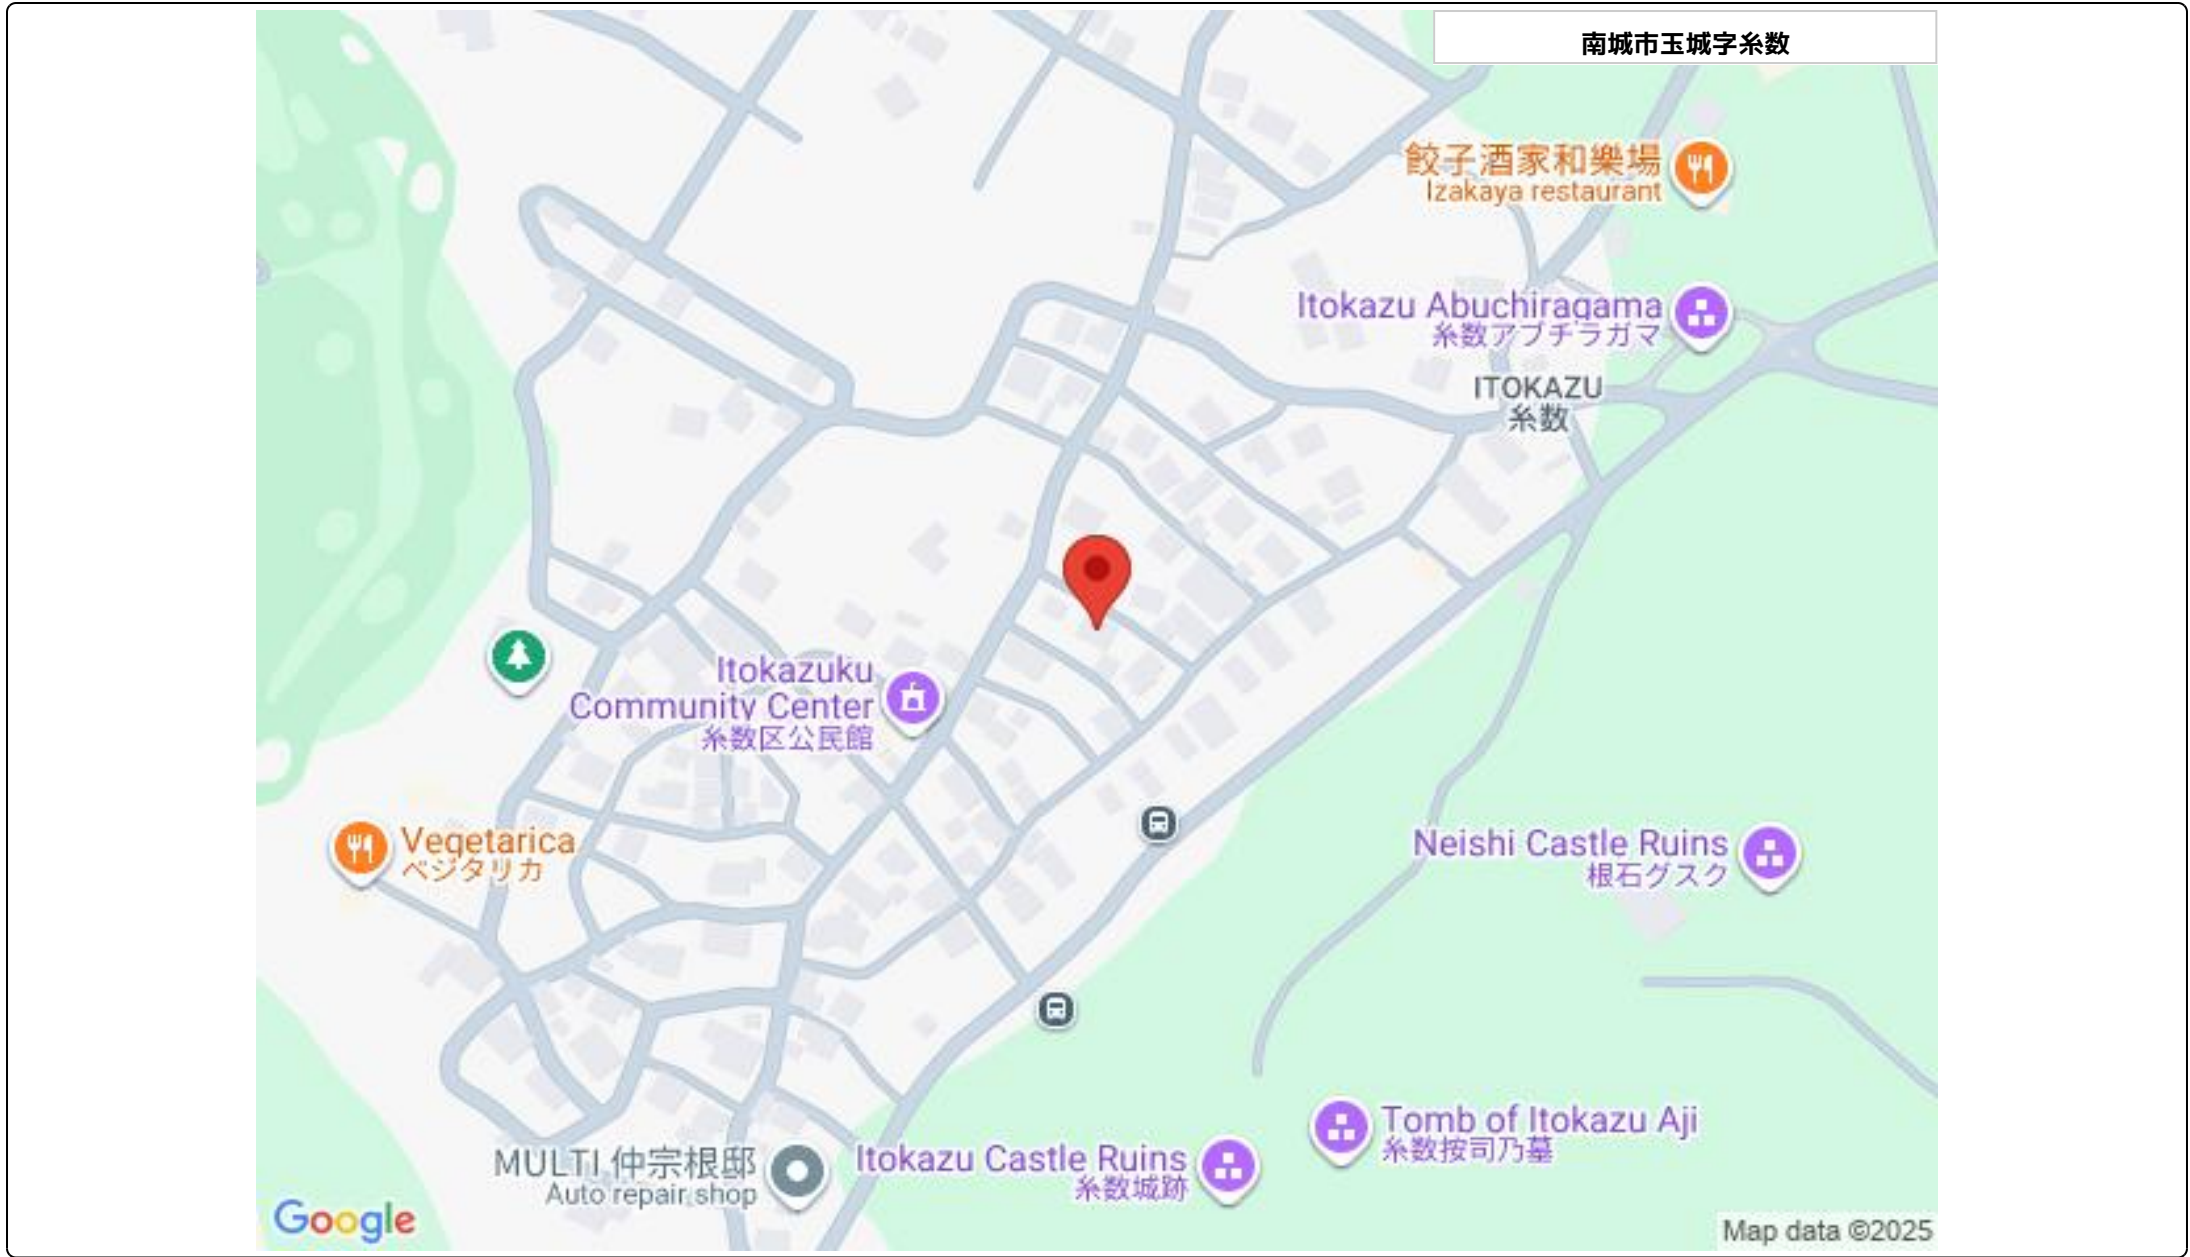 南城市玉城字糸数
餃子酒家和樂場
Izakaya restaurant
Itokazu Abuchiragama
糸数アブチラガマ
ITOKAZU
糸数
Itokazuku
Community Center
糸数区公民館
Vegetarica
ベジタリカ
Neishi Castle Ruins
根石グスク
Tomb of Itokazu Aji
糸数按司乃墓
MULTI 仲宗根邸
Auto repair shop
Itokazu Castle Ruins
糸数城跡
Google
Map data ©2025